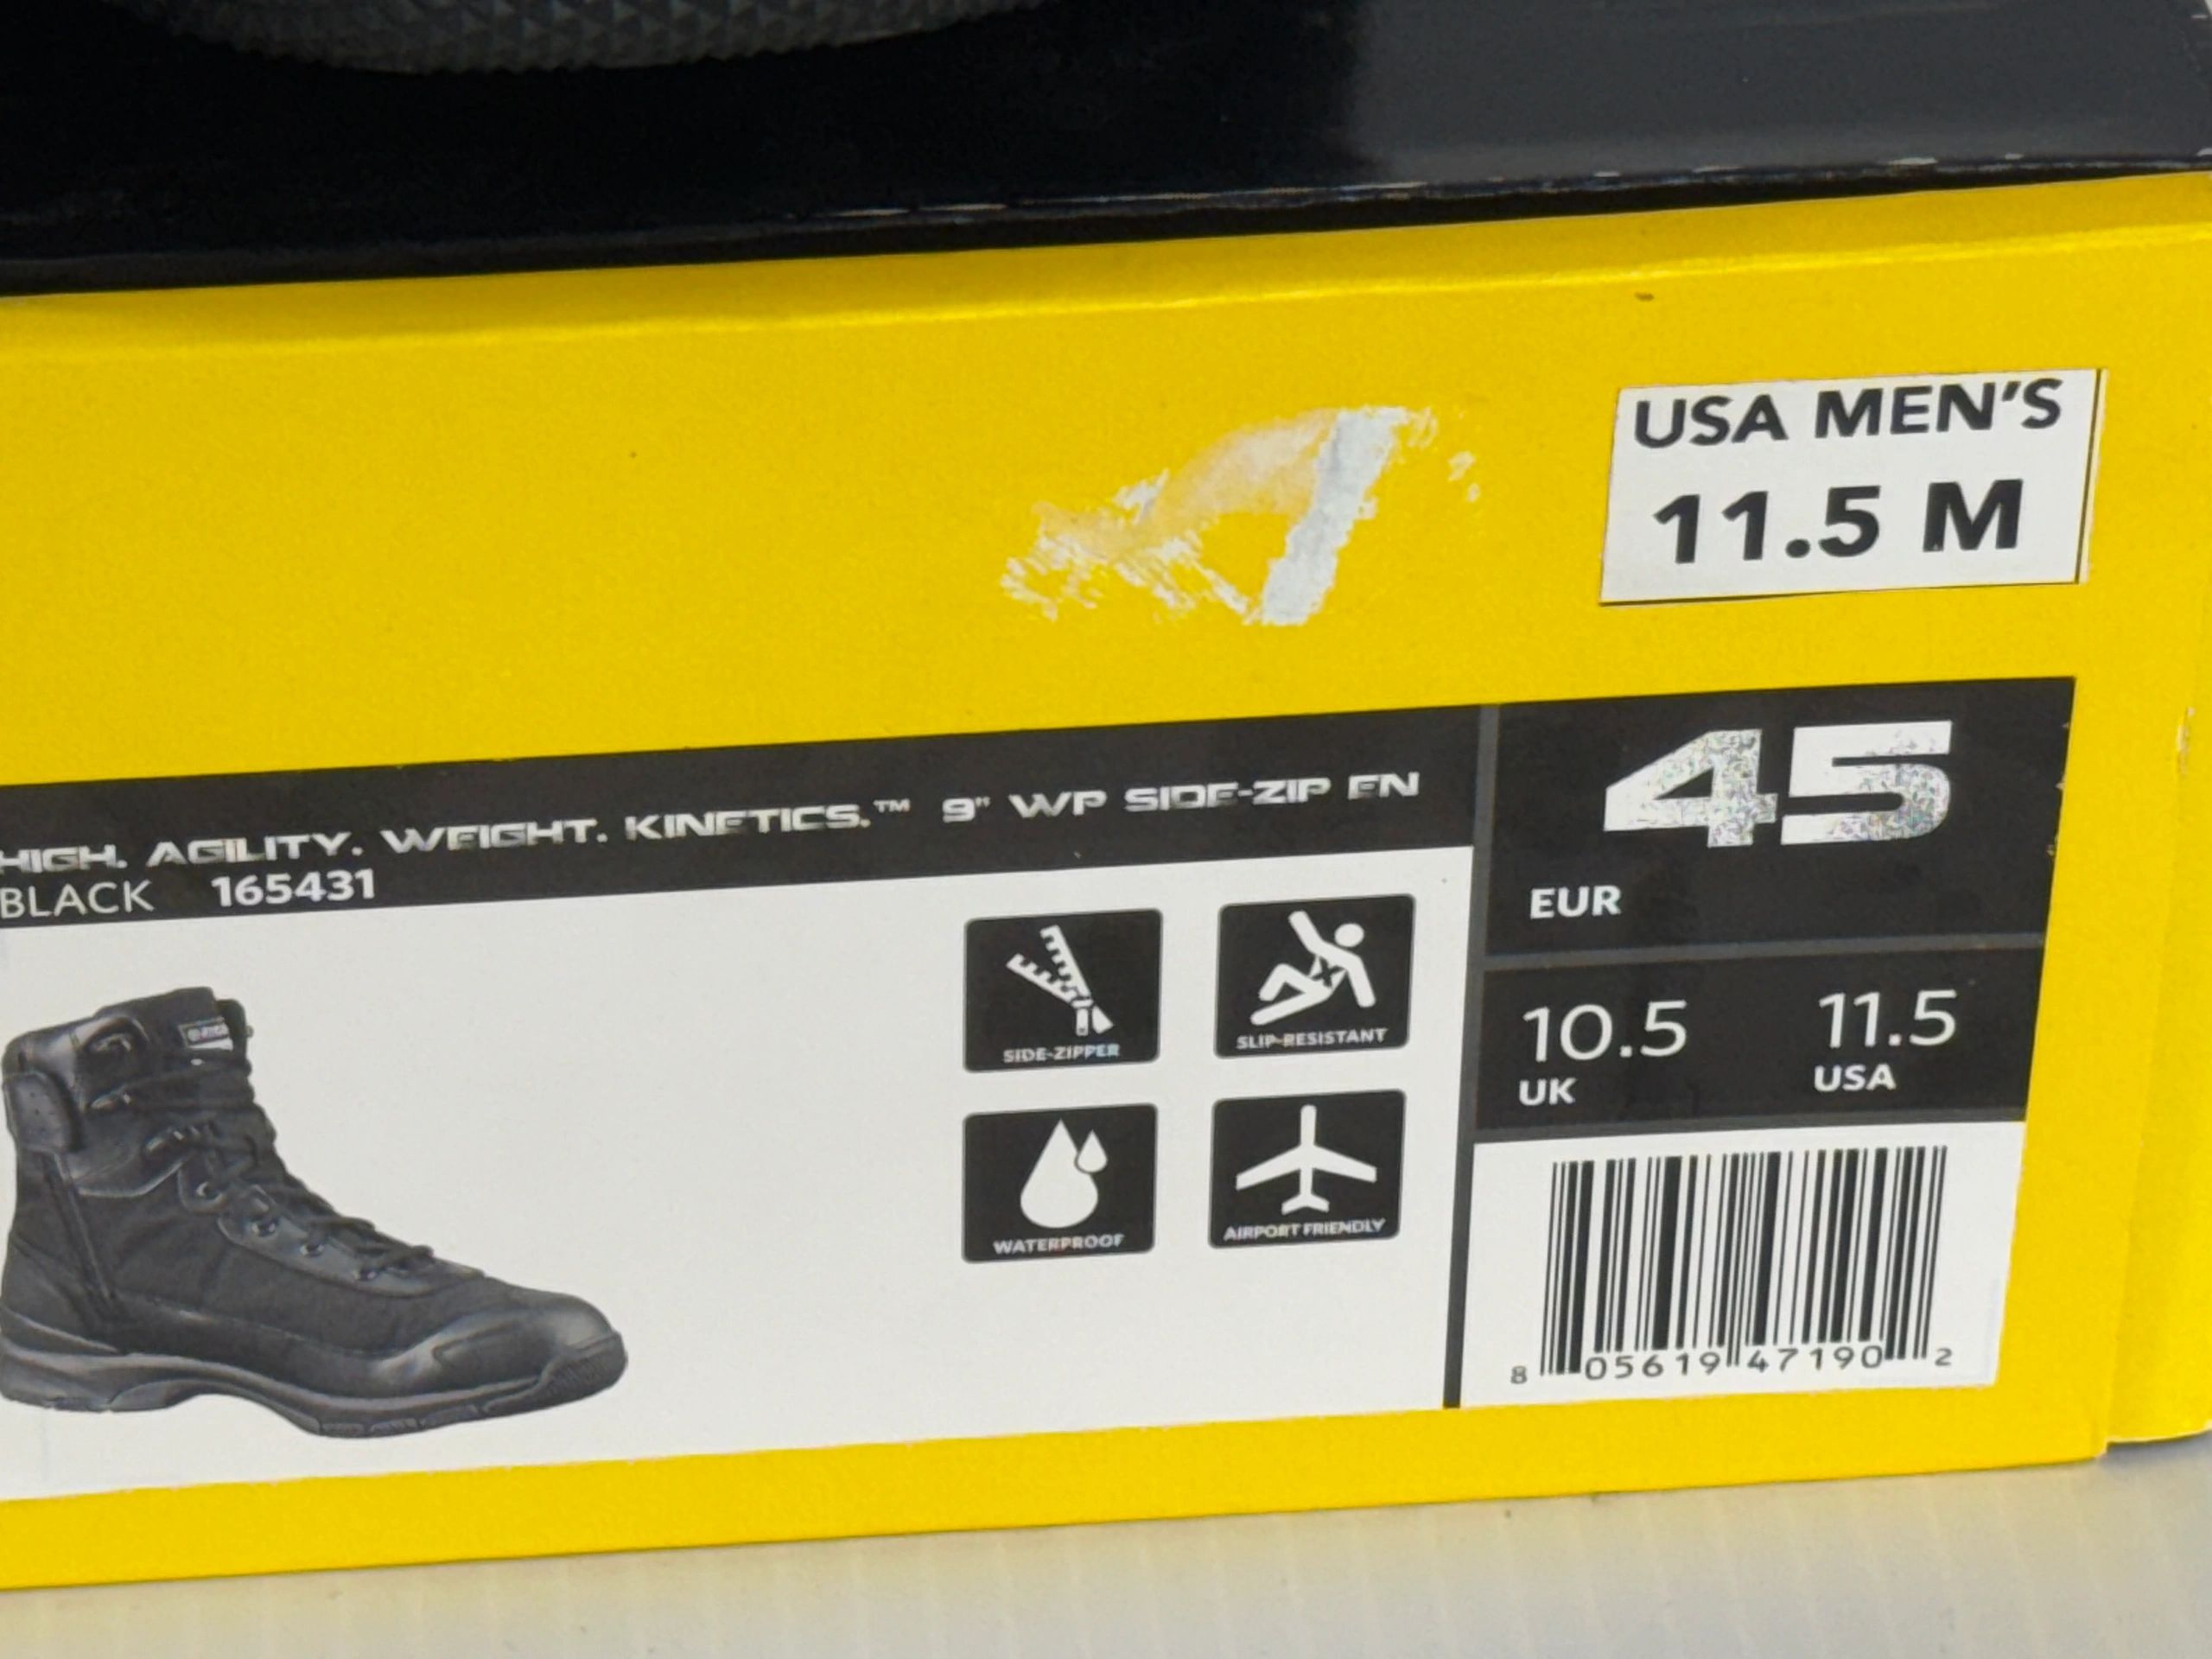 USA MEN'S
11.5 M
HIGH. AGILITY. WEIGHT. KINETICS.™ 9" WP SIDE-ZIP EN
BLACK 165431
45
EUR
10.5
UK
11.5
USA
SIDE-ZIPPER
SLIP-RESISTANT
WATERPROOF
AIRPORT FRIENDLY
8 05619 47190 2